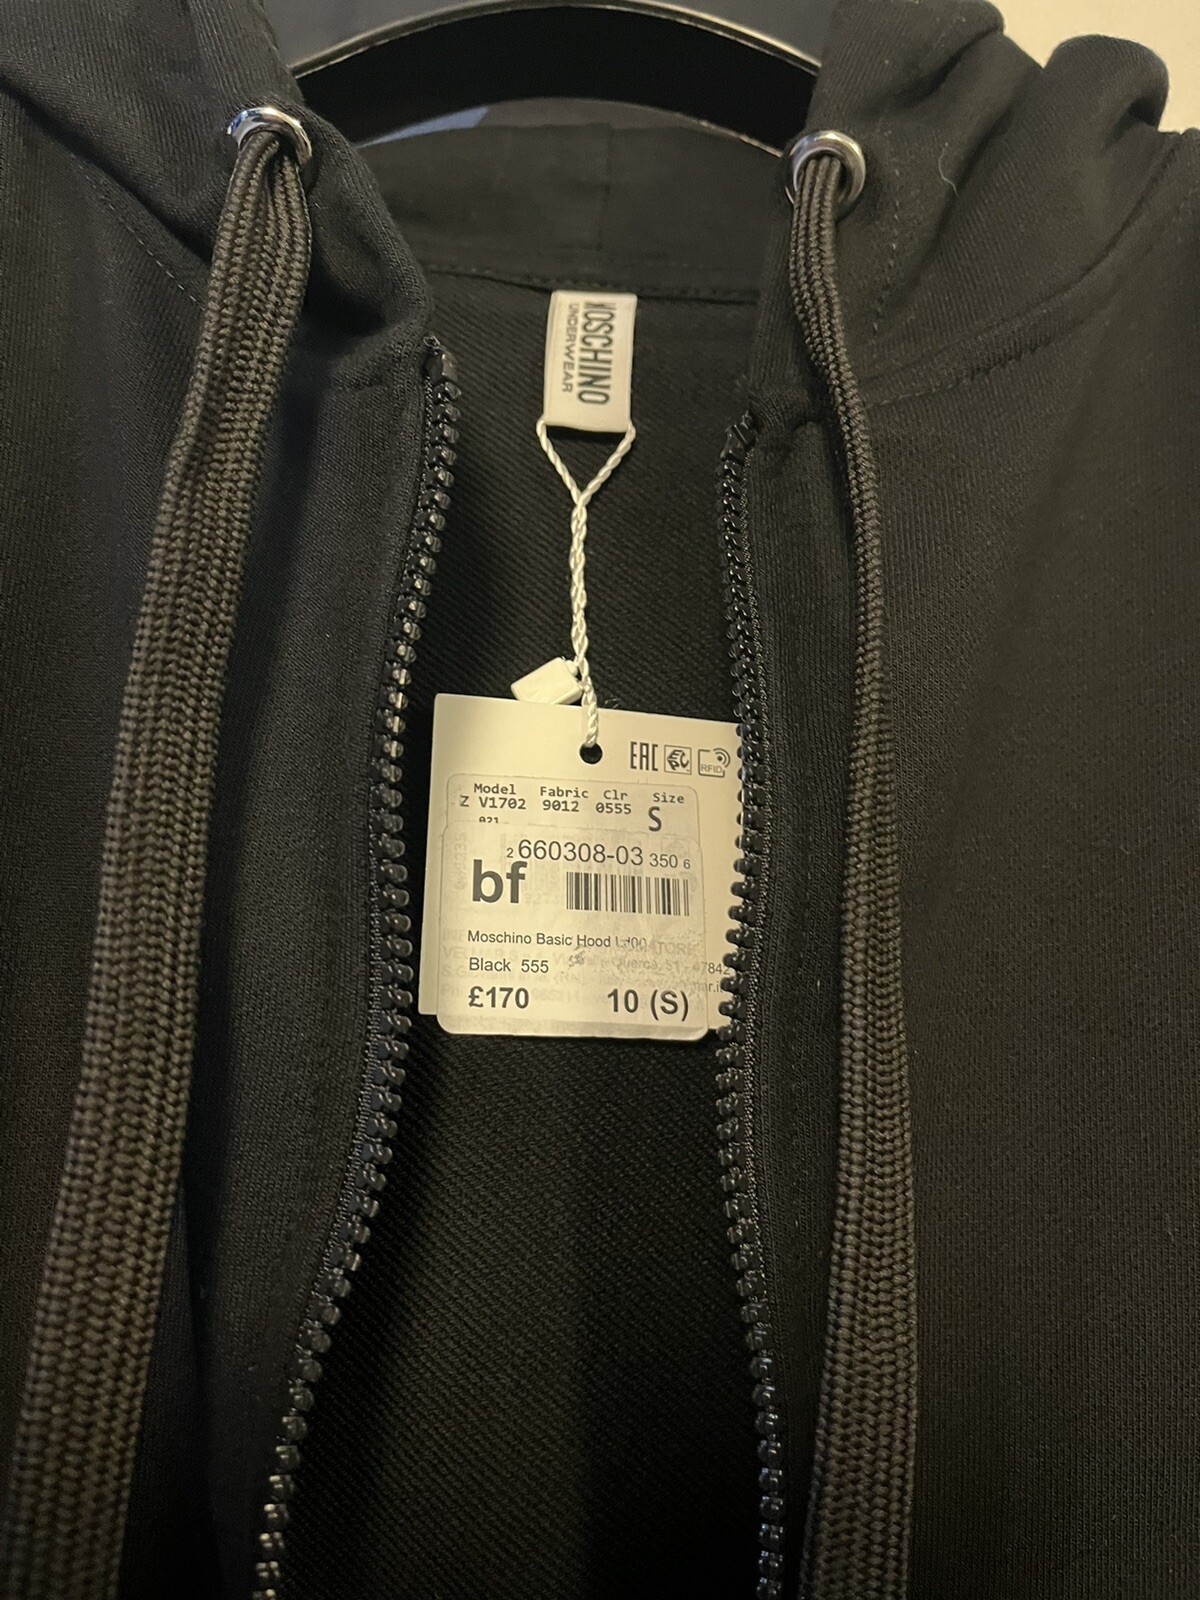 MOSCHINO
UNDERWEAR
EAC
RFID
Model Fabric Clr Size
Z V1702 9012 0555 S
2 660308-03 350 6
bf
Moschino Basic Hood
Black 555
£170 10 (S)